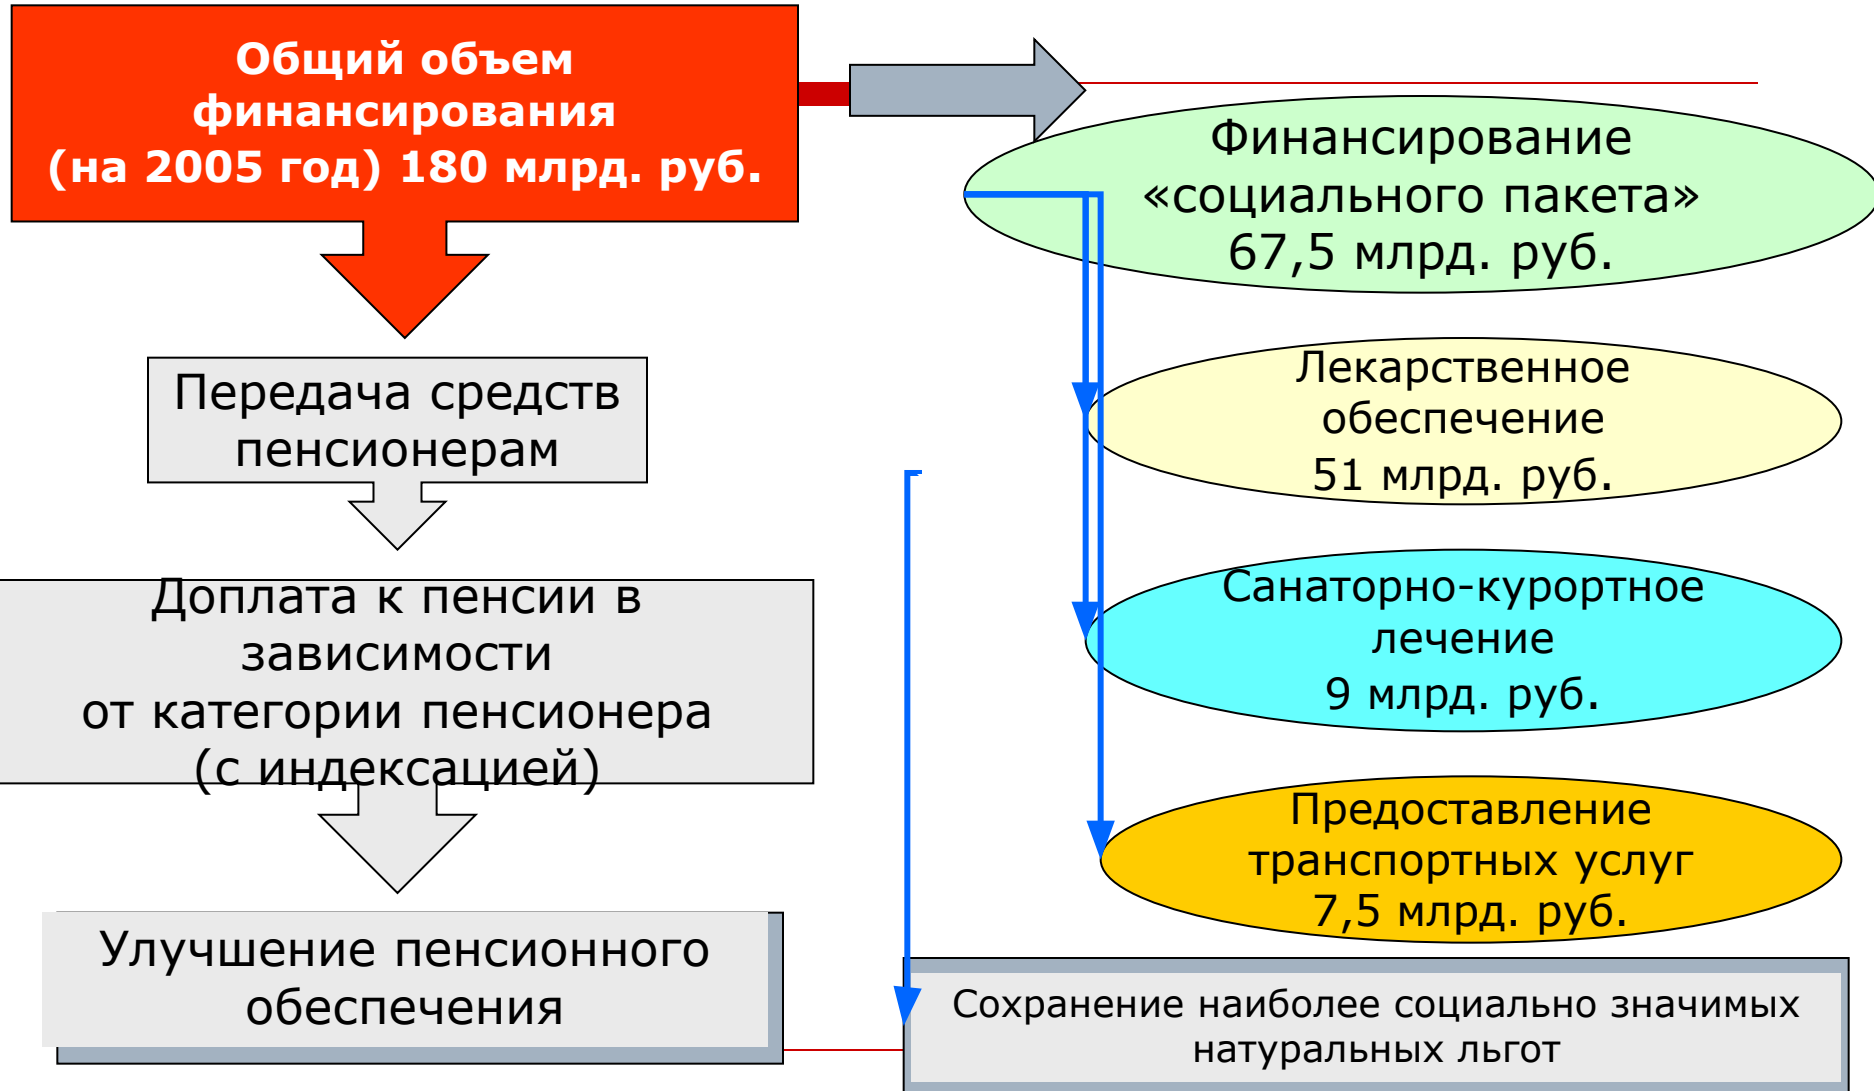 Общий объем
финансирования
(на 2005 год) 180 млрд. руб.
Финансирование
«социального пакета»
67,5 млрд. руб.
Передача средств
пенсионерам
Лекарственное
обеспечение
51 млрд. руб.
Доплата к пенсии в
зависимости
от категории пенсионера
(с индексацией)
Санаторно-курортное
лечение
9 млрд. руб.
Предоставление
транспортных услуг
7,5 млрд. руб.
Улучшение пенсионного
обеспечения
Сохранение наиболее социально значимых
натуральных льгот